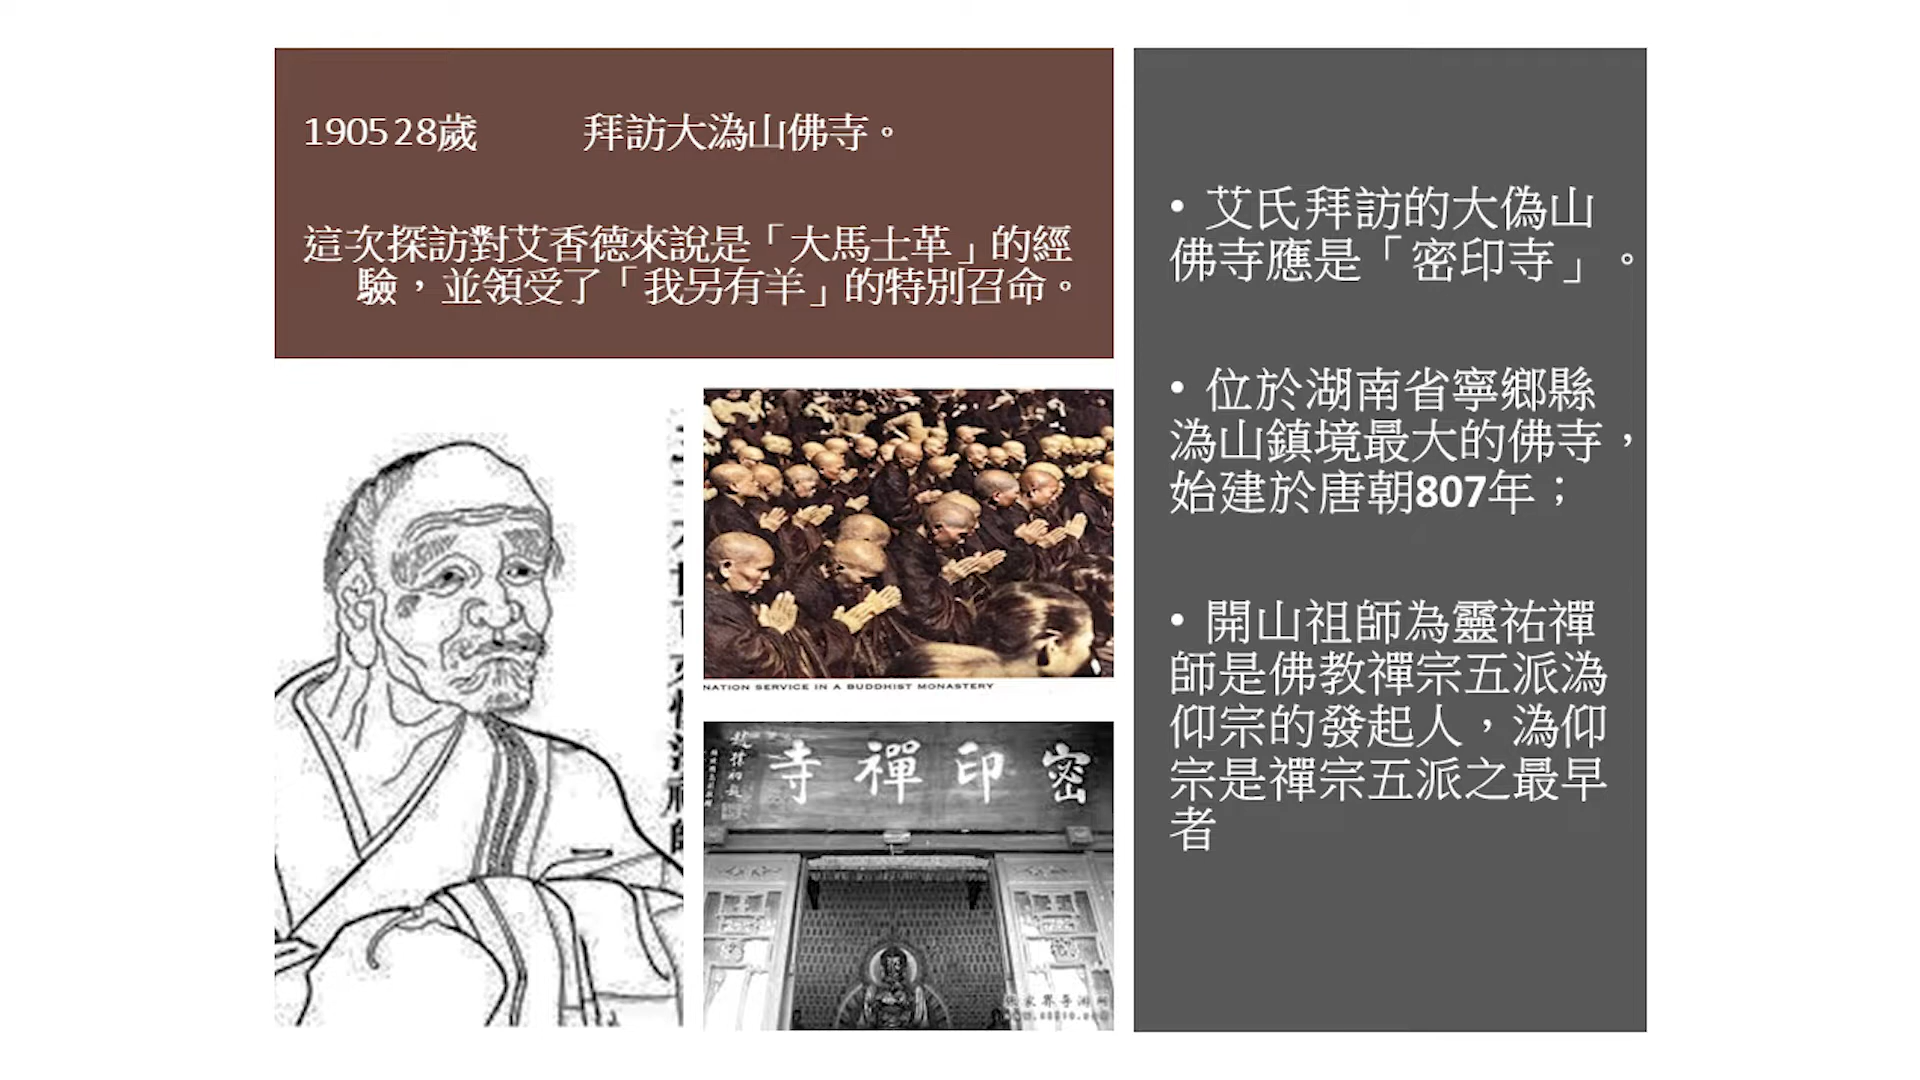 1905 28歲 拜訪大溈山佛寺。
這次探訪對艾香德來說是「大馬士革」的經
驗，並領受了「我另有羊」的特別召命。
NATION SERVICE IN A BUDDHIST MONASTERY
寺禪印密
• 艾氏拜訪的大偽山
佛寺應是「密印寺」。
• 位於湖南省寧鄉縣
溈山鎮境最大的佛寺，
始建於唐朝807年；
• 開山祖師為靈祐禪
師是佛教禪宗五派溈
仰宗的發起人，溈仰
宗是禪宗五派之最早
者